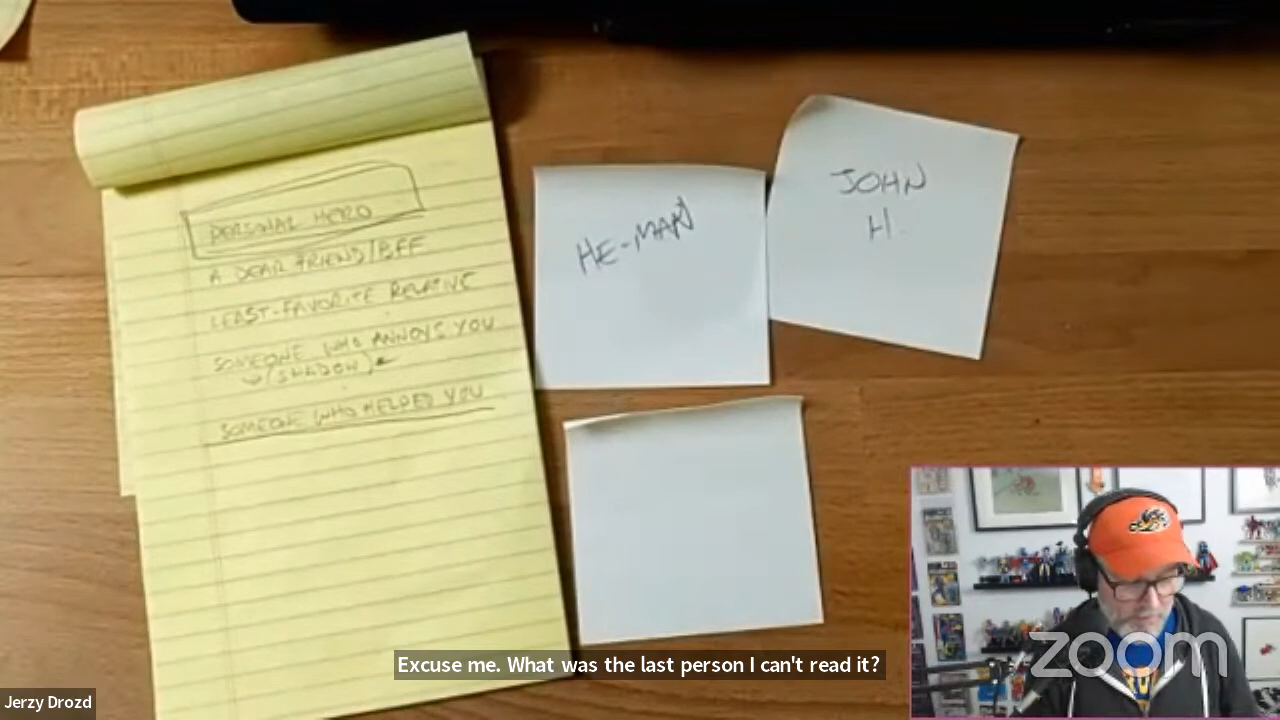 PERSONAL HERO
A DEAR FRIEND/BFF
LEAST-FAVORITE RELATIVE
SOMEONE WHO ANNOYS YOU
(SHADOW)
SOMEONE WHO HELPED YOU
HE-MAN
JOHN
H.
Excuse me. What was the last person I can't read it?
Jerzy Drozd
zoom